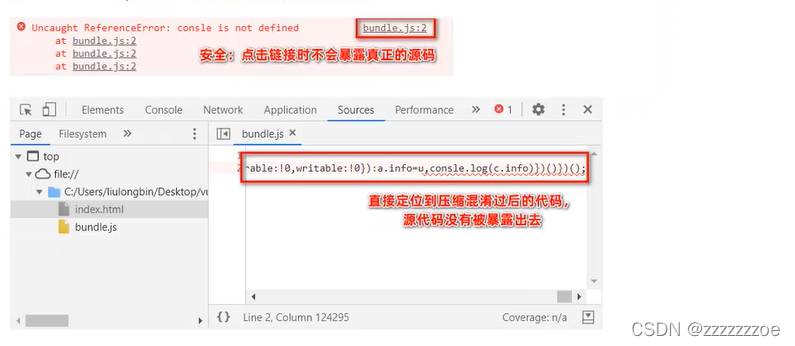 Uncaught ReferenceError: consle is not defined bundle.js:2
at bundle.js:2
at bundle.js:2
at bundle.js:2
安全：点击链接时不会暴露真正的源码
Elements Console Network Application Sources Performance » 1
Page Filesystem » bundle.js ×
top
file://
C:/Users/liulongbin/Desktop/vu
index.html
bundle.js
1
2 nable:!0,writable:!0}):a.info=u,consle.log(c.info)})()})();
直接定位到压缩混淆过后的代码，
源代码没有被暴露出去
{} Line 2, Column 124295 Coverage: n/a
CSDN @zzzzzzzoe